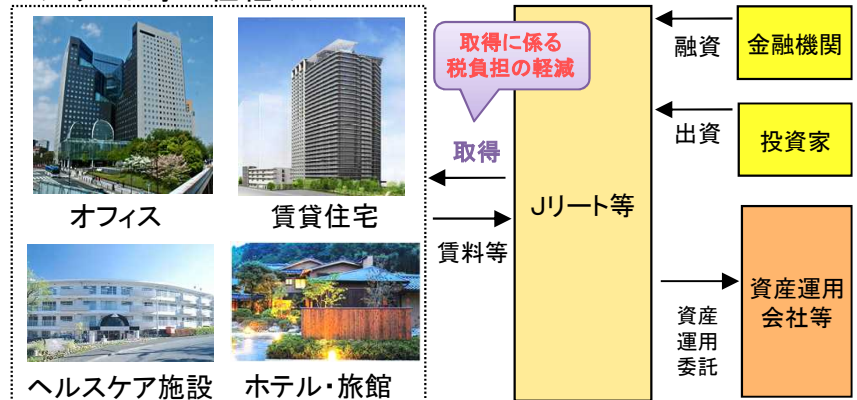 取得に係る
税負担の軽減
融資
金融機関
出資
投資家
取得
オフィス
賃貸住宅
Jリート等
賃料等
資産運用
会社等
資産
運用
委託
ヘルスケア施設
ホテル・旅館